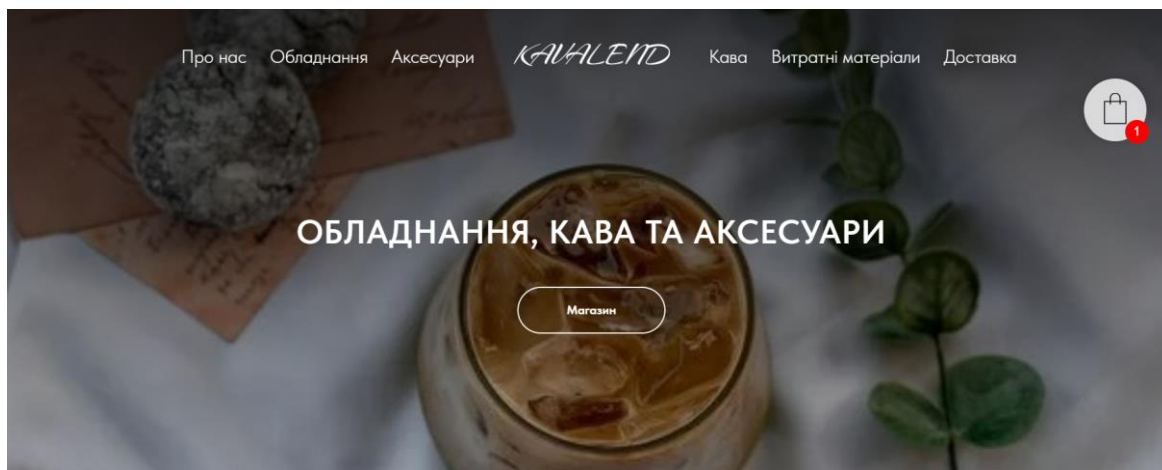 Про нас Обладнання Аксесуари KAVALEND Кава Витратні матеріали Доставка
1
ОБЛАДНАННЯ, КАВА ТА АКСЕСУАРИ
Магазин